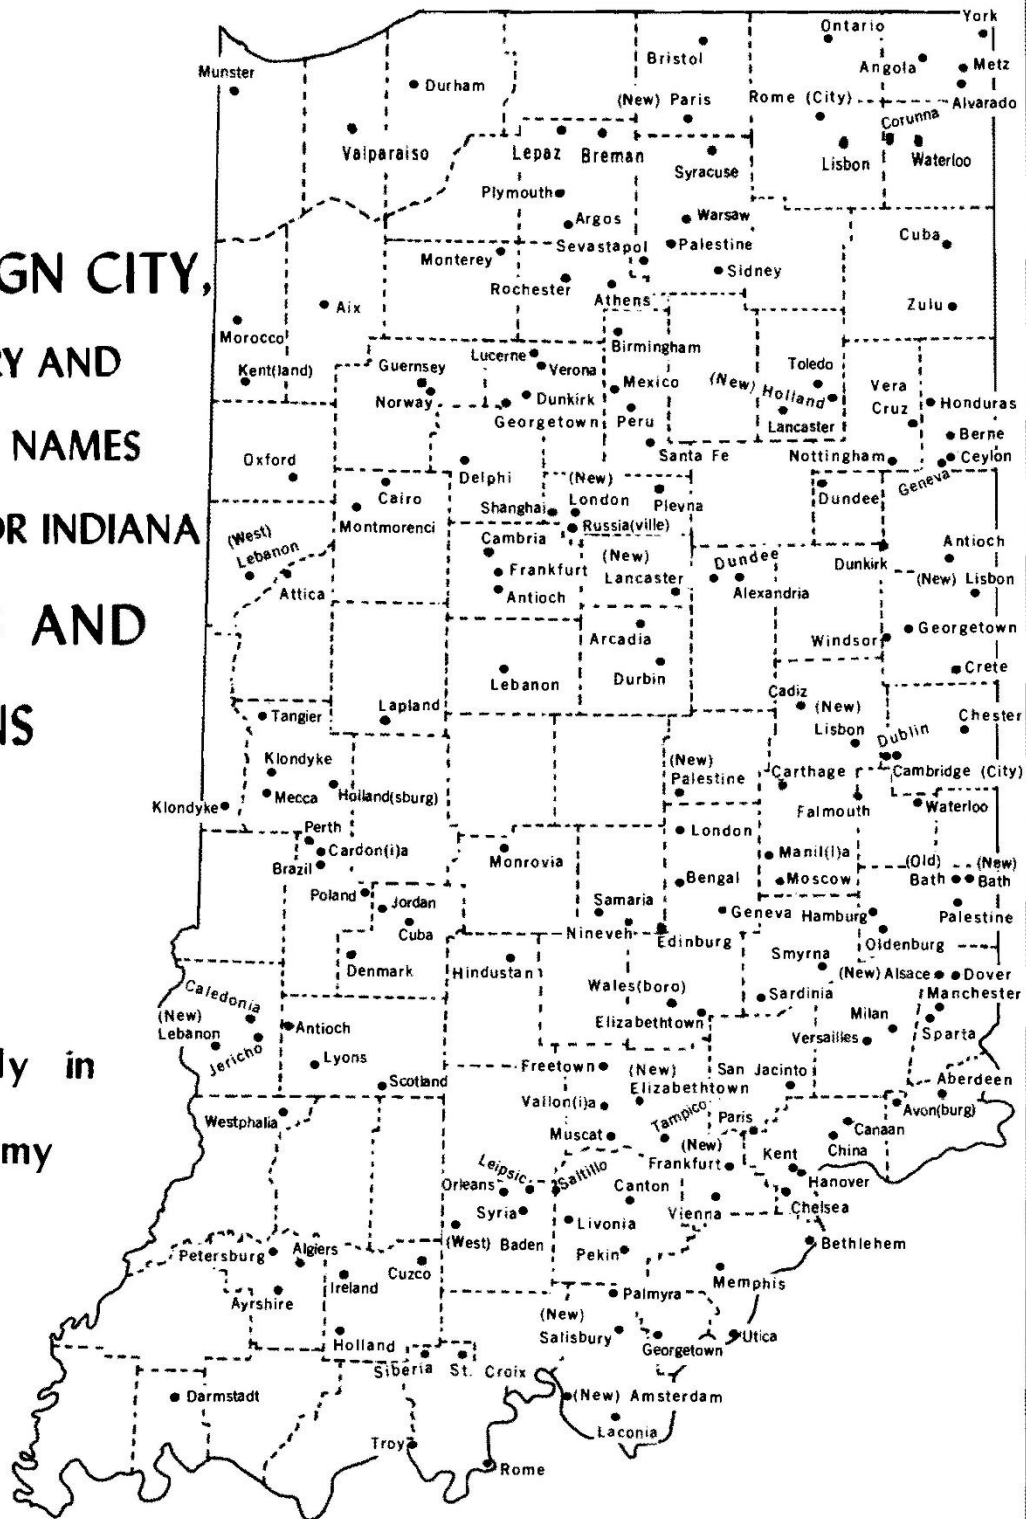 GN CITY,
RY AND
NAMES
OR INDIANA
AND
NS
ly in
my
York
Ontario
Bristol
Angola
Metz
Munster
Durham
(New) Paris
Rome (City)
Alvarado
Corunna
Valparaiso
Lepaz
Breman
Syracuse
Lisbon
Waterloo
Plymouth
Argos
Warsaw
Sevastapol
Palestine
Cuba
Monterey
Sidney
Rochester
Athens
Aix
Zulu
Morocco
Birmingham
Kent(land)
Guernsey
Lucerne
Verona
Toledo
Norway
Dunkirk
Mexico
(New) Holland
Vera
Cruz
Honduras
Georgetown
Peru
Lancaster
Berne
Oxford
Santa Fe
Nottingham
Ceylon
Geneva
Delphi
Cairo
(New)
London
Plevna
Dundee
Montmorenci
Shanghai
Russia(ville)
(West)
Lebanon
Cambria
(New)
Lancaster
Dundee
Dunkirk
Antioch
Frankfurt
(New) Lisbon
Attica
Antioch
Alexandria
Arcadia
Windsor
Georgetown
Lebanon
Durbin
Crete
Cadiz
Tangier
Lapland
(New)
Lisbon
Chester
Dublin
Klondyke
(New)
Palestine
Carthage
Cambridge (City)
Klondyke
Mecca
Holland(sburg)
Falmouth
Waterloo
Perth
London
Cardon(i)a
Monrovia
Manil(l)a
(Old)
Bath
(New)
Bath
Brazil
Bengal
Moscow
Poland
Jordan
Samaria
Geneva
Hamburg
Palestine
Cuba
Nineveh
Edinburg
Oldenburg
Denmark
Hindustan
Smyrna
(New) Alsace
Dover
Caledonia
Wales(boro)
Sardinia
Manchester
(New)
Lebanon
Antioch
Elizabethtown
Milan
Sparta
Jericho
Versailles
Lyons
Freetown
(New)
Elizabethtown
San Jacinto
Aberdeen
Scotland
Westphalia
Vallon(i)a
Tampico
Paris
Avon(burg)
Canaan
Muscat
(New)
Frankfurt
Kent
China
Leipsic
Saltillo
Hanover
Orleans
Canton
Vienna
Chelsea
Syria
Livonia
(West) Baden
Bethlehem
Petersburg
Algiers
Pekin
Cuzco
Ireland
Memphis
Ayrshire
Palmyra
(New)
Salisbury
Holland
Georgetown
Utica
Siberia
St. Croix
Darmstadt
(New) Amsterdam
Laconia
Troy
Rome